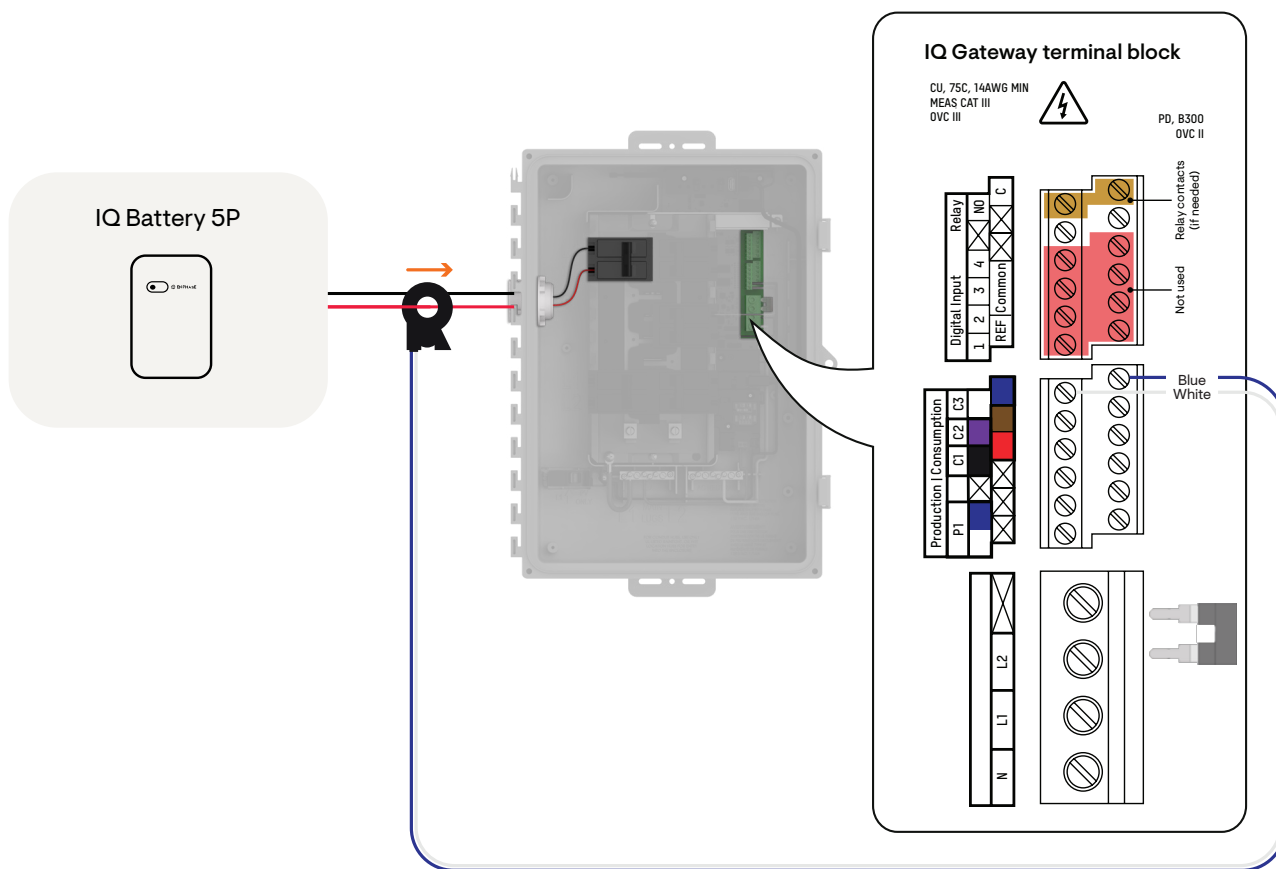 IQ Gateway terminal block
CU, 75C, 14AWG MIN
MEAS CAT III
OVC III
PD, B300
OVC II
IQ Battery 5P
ENPHASE
Relay
Digital Input
NO
4
3
2
1
C
Common
REF
Relay contacts
(if needed)
Not used
Production | Consumption
C3
C2
C1
P1
Blue
White
L2
L1
N